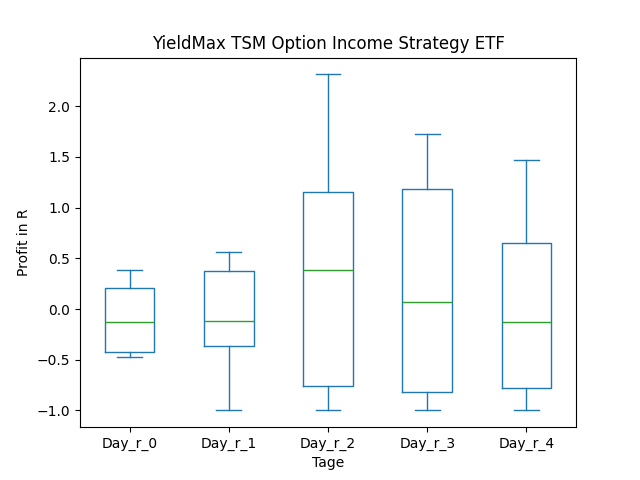 YieldMax TSM Option Income Strategy ETF
2.0
1.5
1.0
0.5
0.0
−0.5
−1.0
Profit in R
Day_r_0 Day_r_1 Day_r_2 Day_r_3 Day_r_4
Tage